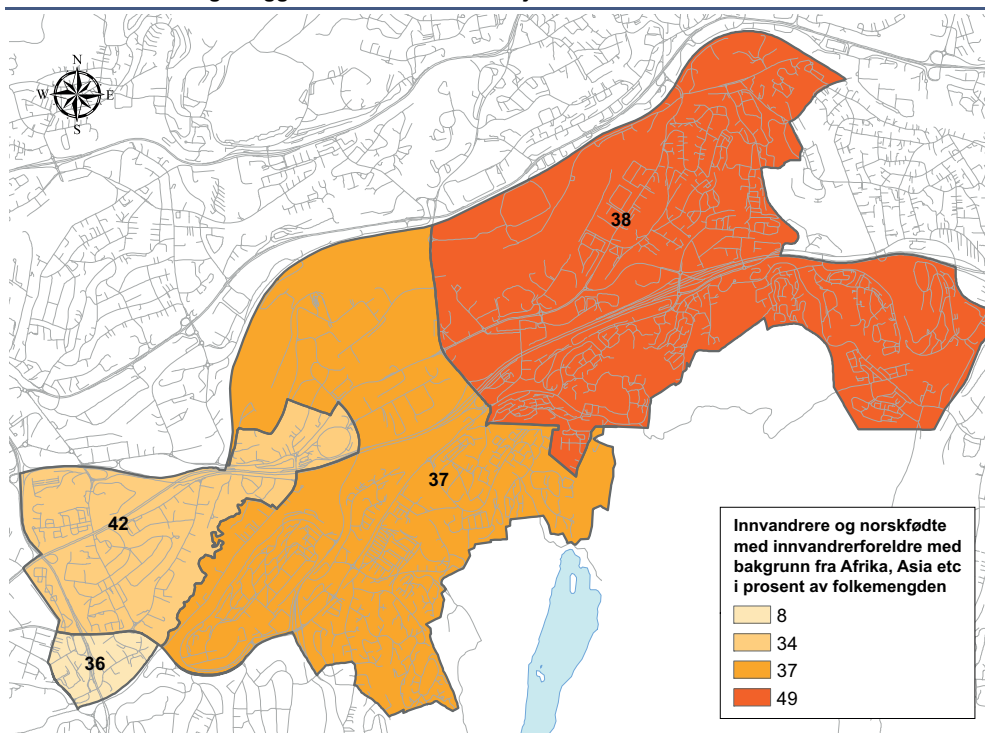 N
W E
S
38
37
42
36
Innvandrere og norskfødte
med innvandrerforeldre med
bakgrunn fra Afrika, Asia etc
i prosent av folkemengden
8
34
37
49